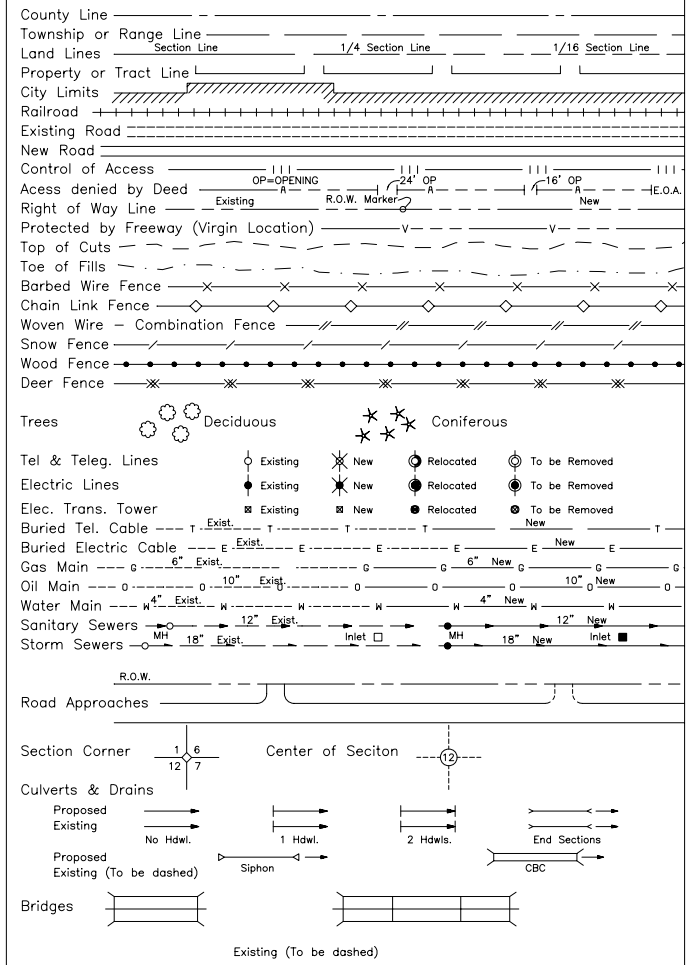 County Line
Township or Range Line
Land Lines Section Line 1/4 Section Line 1/16 Section Line
Property or Tract Line
City Limits
Railroad
Existing Road
New Road
Control of Access
OP=OPENING 24' OP 16' OP
Acess denied by Deed A A A E.O.A.
Right of Way Line Existing R.O.W. Marker New
Protected by Freeway (Virgin Location) V V
Top of Cuts
Toe of Fills
Barbed Wire Fence
Chain Link Fence
Woven Wire – Combination Fence
Snow Fence
Wood Fence
Deer Fence
Trees Deciduous Coniferous
Tel & Teleg. Lines Existing New Relocated To be Removed
Electric Lines Existing New Relocated To be Removed
Elec. Trans. Tower Existing New Relocated To be Removed
Buried Tel. Cable T Exist. T T T New T
Buried Electric Cable E Exist. E E E New E E
Gas Main G 6" Exist. G G 6" New G G
Oil Main O O 10" Exist. O O O O 10" New O
Water Main W 4" Exist. W W W 4" New W W
Sanitary Sewers 12" Exist. 12" New
MH Inlet MH Inlet
Storm Sewers 18" Exist. 18" New
R.O.W.
Road Approaches
Section Corner 1 6 12 7 Center of Seciton 12
Culverts & Drains
Proposed
Existing
No Hdwl. 1 Hdwl. 2 Hdwls. End Sections
Proposed
Existing (To be dashed) Siphon CBC
Bridges
Existing (To be dashed)